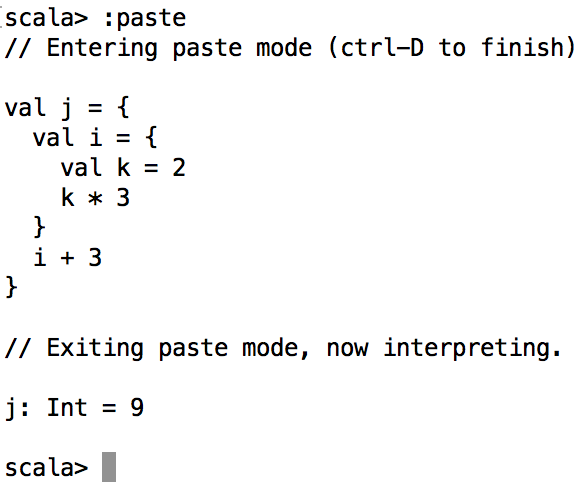 scala> :paste
// Entering paste mode (ctrl-D to finish)
val j = {
  val i = {
    val k = 2
    k * 3
  }
  i + 3
}
// Exiting paste mode, now interpreting.
j: Int = 9
scala>